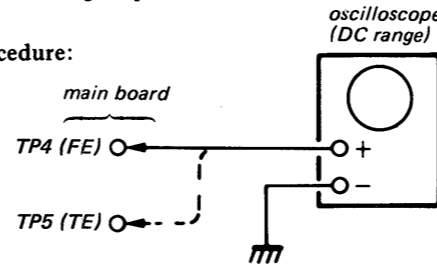 oscilloscope
(DC range)
cedure:
main board
TP4 (FE)
+
TP5 (TE)
−